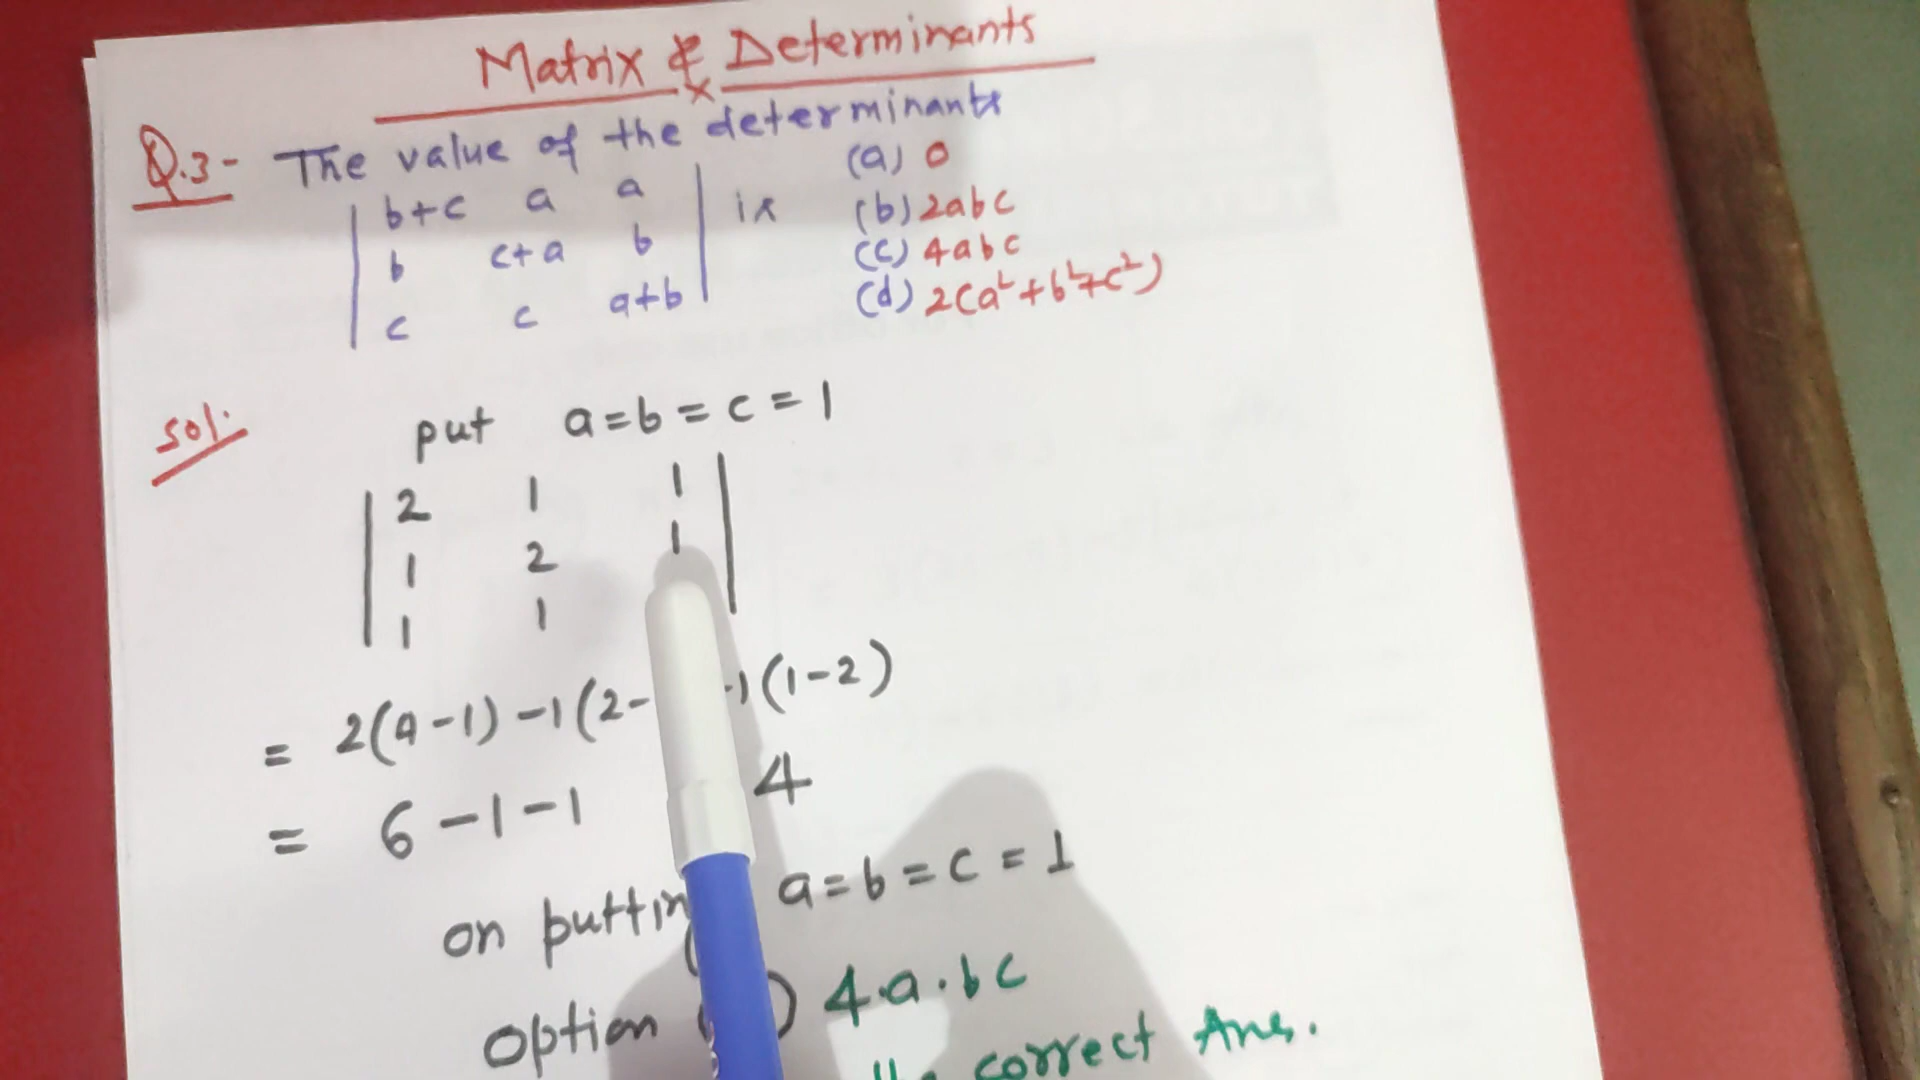 Matrix & Determinants
x
Q.3- The value of the determinants
| b+c a a | is (a) 0
b c+a b (b) 2abc
c c a+b (c) 4abc
(d) 2(a²+b²+c²)
Sol. put a=b=c=1
| 2 1 1 |
1 2 1
1 1
= 2(4-1) -1(2- -1(1-2)
= 6-1-1 4
on putting a=b=c=1
option ( ) 4.a.bc
correct Ans.